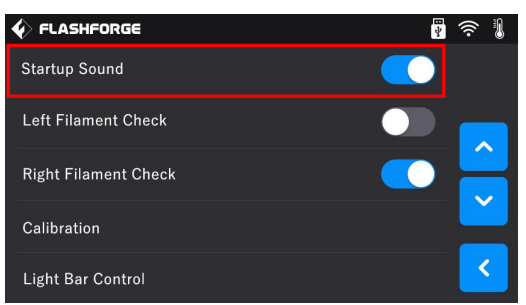 FLASHFORGE
Startup Sound
Left Filament Check
Right Filament Check
Calibration
Light Bar Control